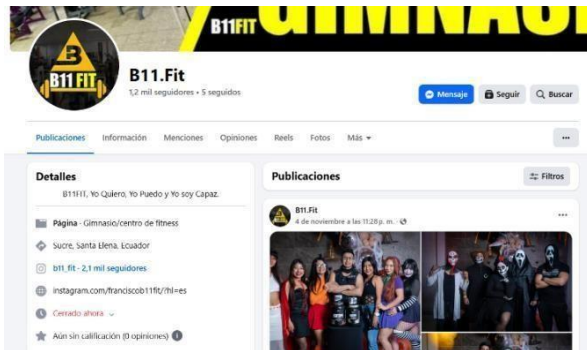 B11FIT GIMNASI
B
B11 FIT
B11.Fit
1,2 mil seguidores • 5 seguidos
Mensaje
Seguir
Buscar
Publicaciones Información Menciones Opiniones Reels Fotos Más
Detalles
B11FIT, Yo Quiero, Yo Puedo y Yo soy Capaz.
Página · Gimnasio/centro de fitness
Sucre, Santa Elena, Ecuador
b11_fit · 2,1 mil seguidores
instagram.com/franciscob11fit/?hl=es
Cerrado ahora
Aún sin calificación (0 opiniones)
Publicaciones
Filtros
B11.Fit
4 de noviembre a las 11:28 p. m. ·